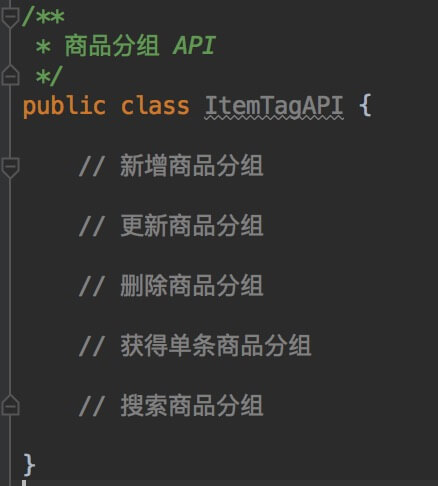 /**
 * 商品分组 API
 */
public class ItemTagAPI {
// 新增商品分组
// 更新商品分组
// 删除商品分组
// 获得单条商品分组
// 搜索商品分组
}